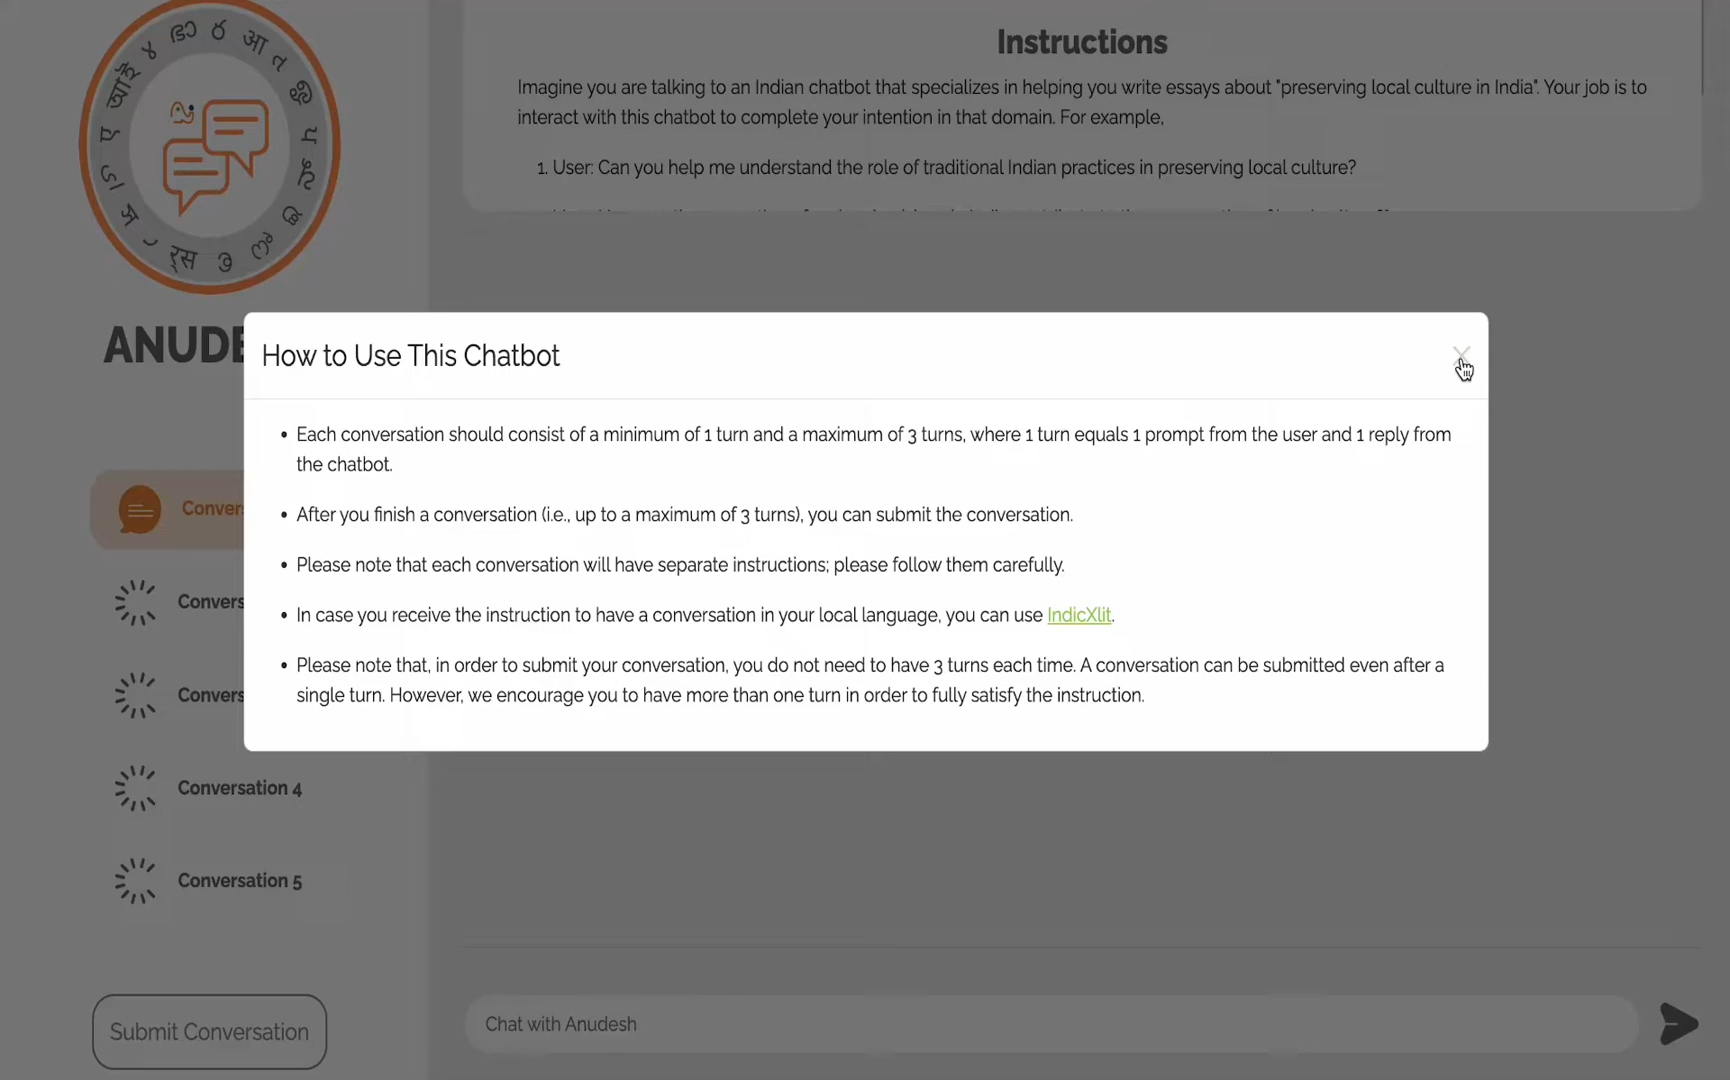 Instructions
Imagine you are talking to an Indian chatbot that specializes in helping you write essays about "preserving local culture in India". Your job is to
interact with this chatbot to complete your intention in that domain. For example,
1. User: Can you help me understand the role of traditional Indian practices in preserving local culture?
ANUDE
How to Use This Chatbot
• Each conversation should consist of a minimum of 1 turn and a maximum of 3 turns, where 1 turn equals 1 prompt from the user and 1 reply from
the chatbot.
• After you finish a conversation (i.e., up to a maximum of 3 turns), you can submit the conversation.
• Please note that each conversation will have separate instructions; please follow them carefully.
• In case you receive the instruction to have a conversation in your local language, you can use IndicXlit.
• Please note that, in order to submit your conversation, you do not need to have 3 turns each time. A conversation can be submitted even after a
single turn. However, we encourage you to have more than one turn in order to fully satisfy the instruction.
Convers
Convers
Convers
Conversation 4
Conversation 5
Submit Conversation
Chat with Anudesh